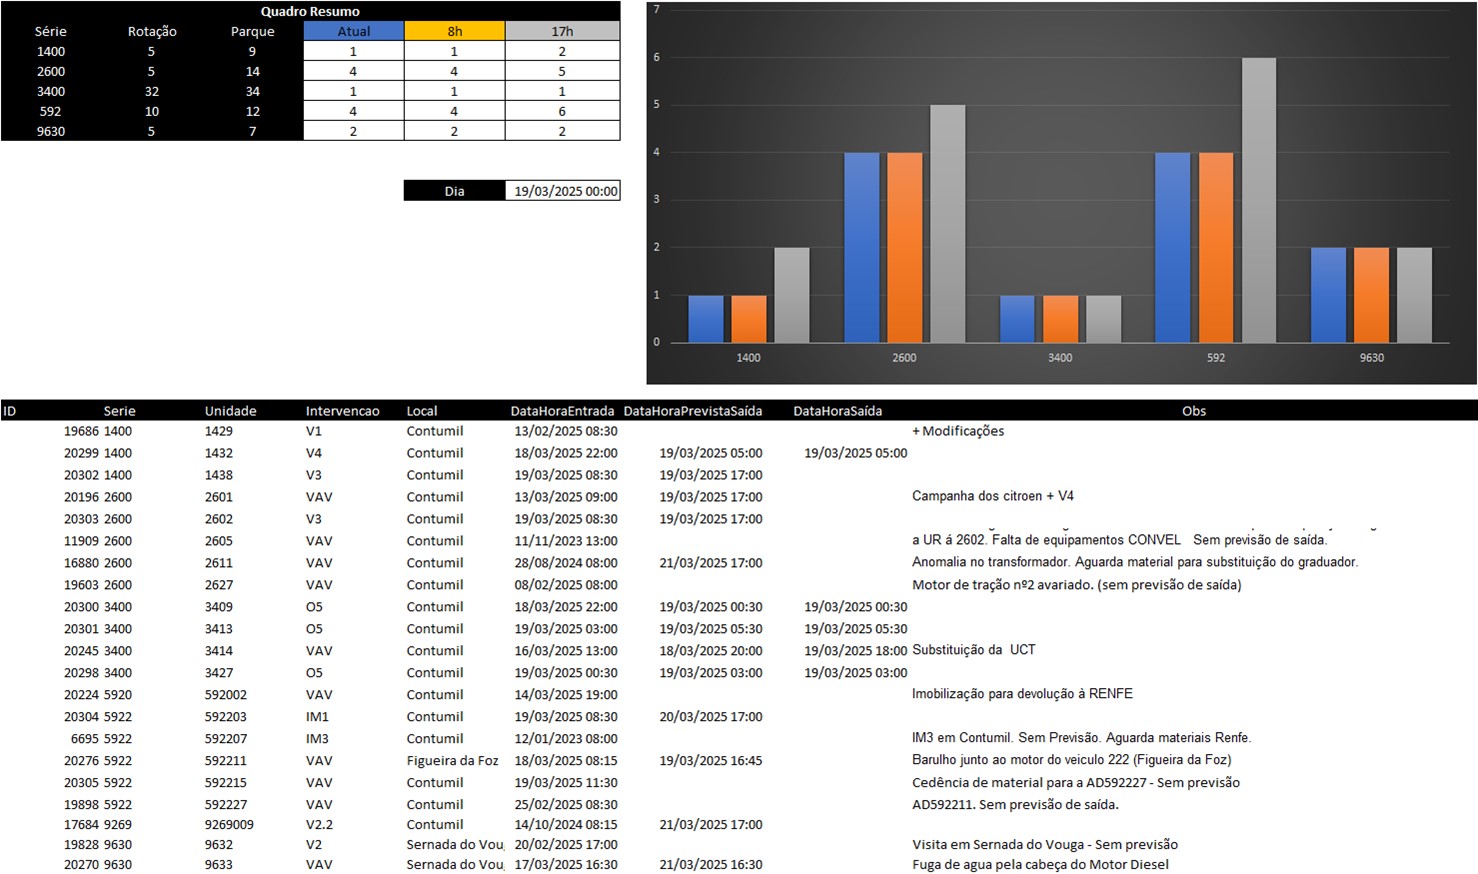 Quadro Resumo
Série Rotação Parque Atual 8h 17h
1400 5 9 1 1 2
2600 5 14 4 4 5
3400 32 34 1 1 1
592 10 12 4 4 6
9630 5 7 2 2 2
Dia 19/03/2025 00:00
7
6
5
4
3
2
1
0
1400 2600 3400 592 9630
ID Serie Unidade Intervencao Local DataHoraEntrada DataHoraPrevistaSaída DataHoraSaída Obs
19686 1400 1429 V1 Contumil 13/02/2025 08:30 + Modificações
20299 1400 1432 V4 Contumil 18/03/2025 22:00 19/03/2025 05:00 19/03/2025 05:00
20302 1400 1438 V3 Contumil 19/03/2025 08:30 19/03/2025 17:00
20196 2600 2601 VAV Contumil 13/03/2025 09:00 19/03/2025 17:00 Campanha dos citroen + V4
20303 2600 2602 V3 Contumil 19/03/2025 08:30 19/03/2025 17:00
11909 2600 2605 VAV Contumil 11/11/2023 13:00 a UR á 2602. Falta de equipamentos CONVEL Sem previsão de saída.
16880 2600 2611 VAV Contumil 28/08/2024 08:00 21/03/2025 17:00 Anomalia no transformador. Aguarda material para substituição do graduador.
19603 2600 2627 VAV Contumil 08/02/2025 08:00 Motor de tração nº2 avariado. (sem previsão de saída)
20300 3400 3409 O5 Contumil 18/03/2025 22:00 19/03/2025 00:30 19/03/2025 00:30
20301 3400 3413 O5 Contumil 19/03/2025 03:00 19/03/2025 05:30 19/03/2025 05:30
20245 3400 3414 VAV Contumil 16/03/2025 13:00 18/03/2025 20:00 19/03/2025 18:00 Substituição da UCT
20298 3400 3427 O5 Contumil 19/03/2025 00:30 19/03/2025 03:00 19/03/2025 03:00
20224 5920 592002 VAV Contumil 14/03/2025 19:00 Imobilização para devolução à RENFE
20304 5922 592203 IM1 Contumil 19/03/2025 08:30 20/03/2025 17:00
6695 5922 592207 IM3 Contumil 12/01/2023 08:00 IM3 em Contumil. Sem Previsão. Aguarda materiais Renfe.
20276 5922 592211 VAV Figueira da Foz 18/03/2025 08:15 19/03/2025 16:45 Barulho junto ao motor do veiculo 222 (Figueira da Foz)
20305 5922 592215 VAV Contumil 19/03/2025 11:30 Cedência de material para a AD592227 - Sem previsão
19898 5922 592227 VAV Contumil 25/02/2025 08:30 AD592211. Sem previsão de saída.
17684 9269 9269009 V2.2 Contumil 14/10/2024 08:15 21/03/2025 17:00
19828 9630 9632 V2 Sernada do Voug 20/02/2025 17:00 Visita em Sernada do Vouga - Sem previsão
20270 9630 9633 VAV Sernada do Voug 17/03/2025 16:30 21/03/2025 16:30 Fuga de agua pela cabeça do Motor Diesel